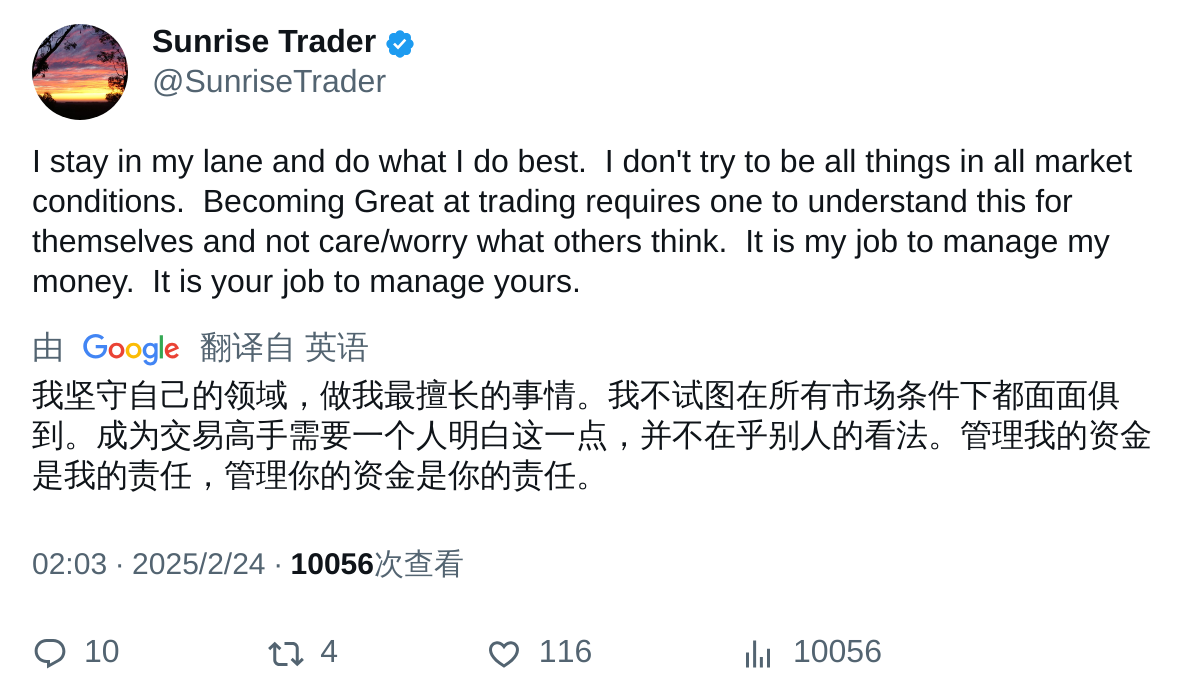 Sunrise Trader
@SunriseTrader
I stay in my lane and do what I do best.  I don't try to be all things in all market
conditions.  Becoming Great at trading requires one to understand this for
themselves and not care/worry what others think.  It is my job to manage my
money.  It is your job to manage yours.
由 Google 翻译自 英语
我坚守自己的领域，做我最擅长的事情。我不试图在所有市场条件下都面面俱
到。成为交易高手需要一个人明白这一点，并不在乎别人的看法。管理我的资金
是我的责任，管理你的资金是你的责任。
02:03 · 2025/2/24 · 10056次查看
10 4 116 10056